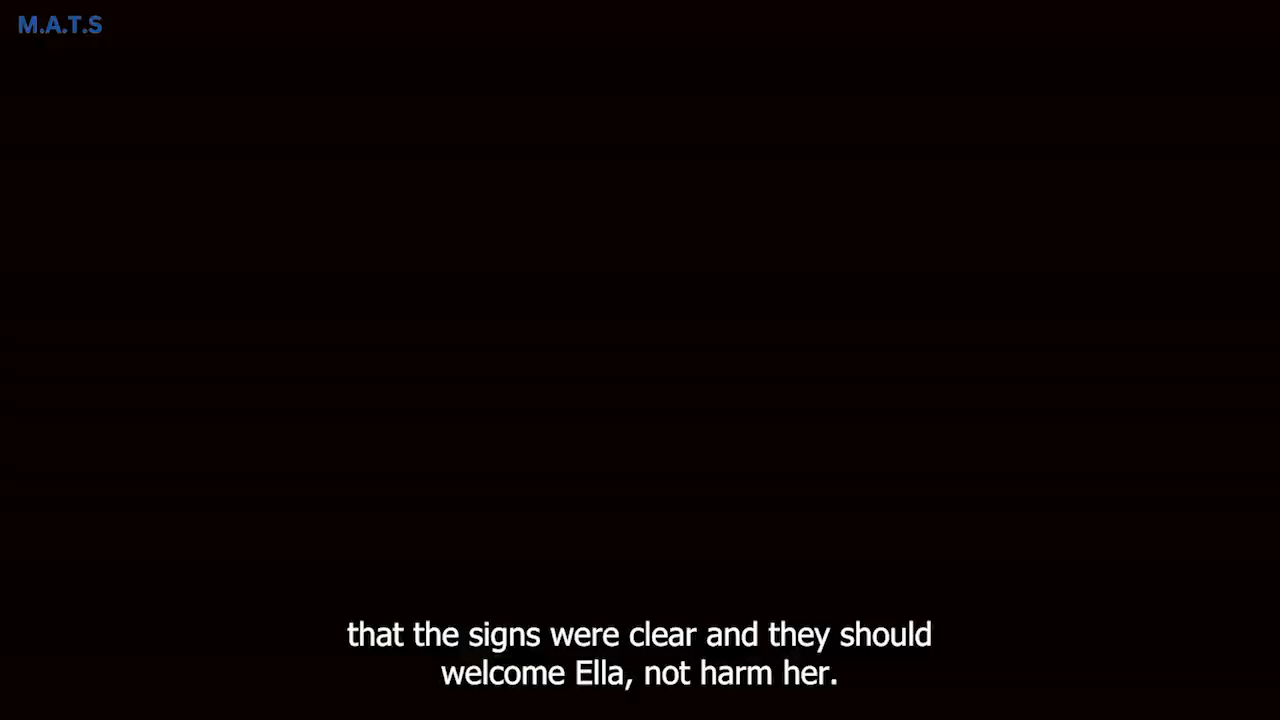 M.A.T.S
that the signs were clear and they should
welcome Ella, not harm her.